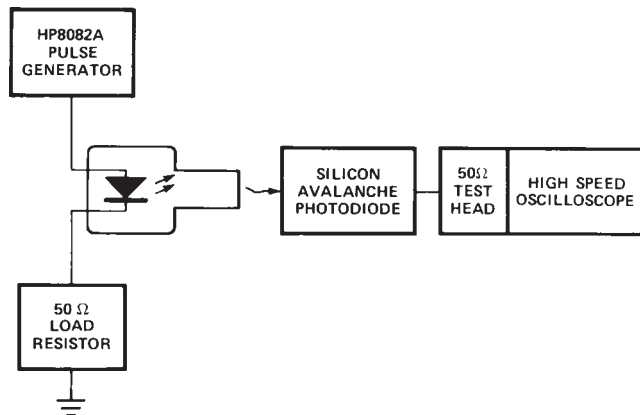 HP8082A
PULSE
GENERATOR
SILICON
AVALANCHE
PHOTODIODE
50Ω
TEST
HEAD
HIGH SPEED
OSCILLOSCOPE
50 Ω
LOAD
RESISTOR